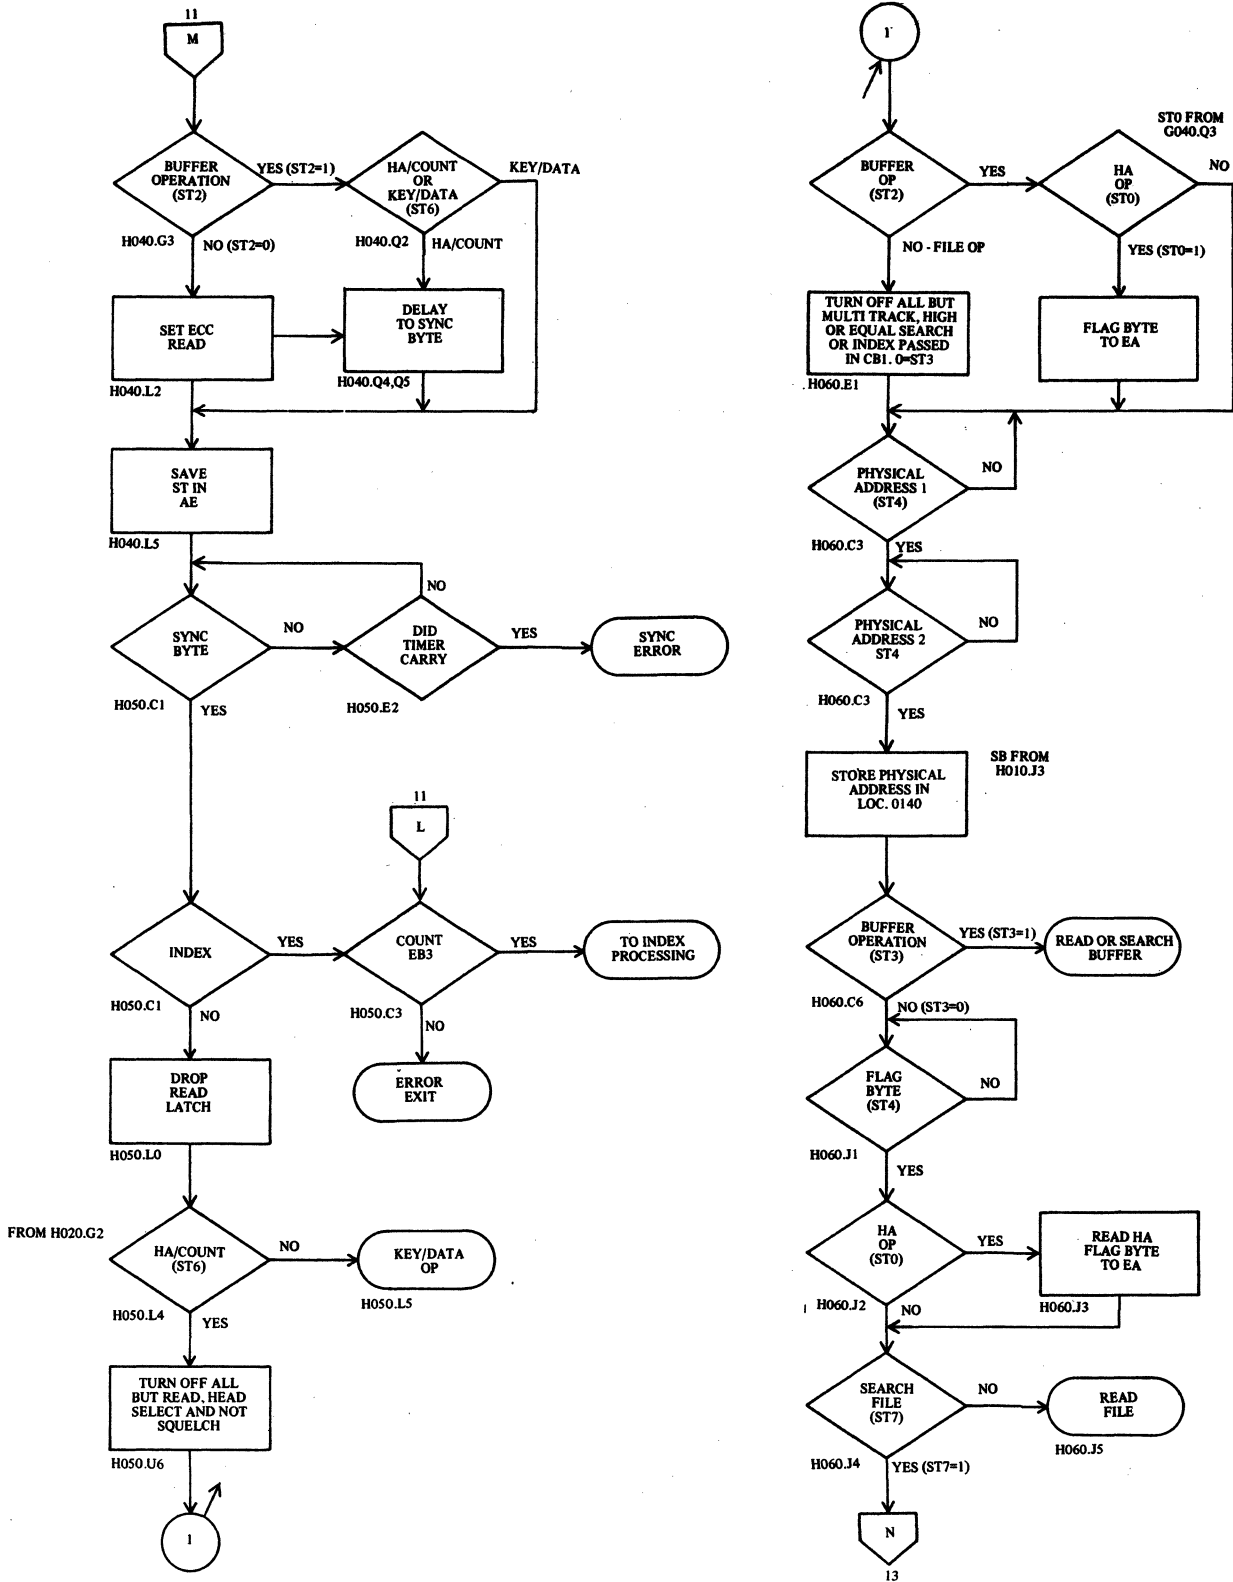 11
M
BUFFER
OPERATION
(ST2)
YES (ST2=1)
HA/COUNT
OR
KEY/DATA
(ST6)
KEY/DATA
H040.G3
NO (ST2=0)
H040.Q2
HA/COUNT
SET ECC
READ
DELAY
TO SYNC
BYTE
H040.L2
H040.Q4,Q5
SAVE
ST IN
AE
H040.L5
SYNC
BYTE
NO
NO
DID
TIMER
CARRY
YES
SYNC
ERROR
H050.C1
YES
H050.E2
11
L
INDEX
YES
COUNT
EB3
YES
TO INDEX
PROCESSING
H050.C1
NO
H050.C3
NO
DROP
READ
LATCH
ERROR
EXIT
H050.L0
FROM H020.G2
HA/COUNT
(ST6)
NO
KEY/DATA
OP
H050.L4
YES
H050.L5
TURN OFF ALL
BUT READ, HEAD
SELECT AND NOT
SQUELCH
H050.U6
1
1
ST0 FROM
G040.Q3
BUFFER
OP
(ST2)
YES
HA
OP
(ST0)
NO
NO - FILE OP
YES (ST0=1)
TURN OFF ALL BUT
MULTI TRACK, HIGH
OR EQUAL SEARCH
OR INDEX PASSED
IN CB1. 0=ST3
FLAG BYTE
TO EA
H060.E1
PHYSICAL
ADDRESS 1
(ST4)
NO
H060.C3
YES
PHYSICAL
ADDRESS 2
ST4
NO
H060.C3
YES
STORE PHYSICAL
ADDRESS IN
LOC. 0140
SB FROM
H010.J3
BUFFER
OPERATION
(ST3)
YES (ST3=1)
READ OR SEARCH
BUFFER
H060.C6
NO (ST3=0)
FLAG
BYTE
(ST4)
NO
H060.J1
YES
HA
OP
(ST0)
YES
READ HA
FLAG BYTE
TO EA
H060.J2
NO
H060.J3
SEARCH
FILE
(ST7)
NO
READ
FILE
H060.J4
YES (ST7=1)
H060.J5
N
13